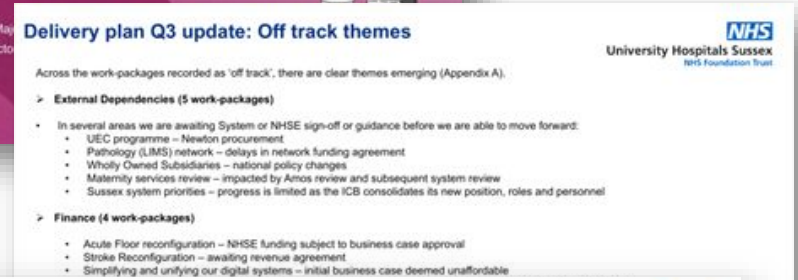 Delivery plan Q3 update: Off track themes
NHS
University Hospitals Sussex
NHS Foundation Trust
Across the work-packages recorded as 'off track', there are clear themes emerging (Appendix A).
➢ External Dependencies (5 work-packages)
• In several areas we are awaiting System or NHSE sign-off or guidance before we are able to move forward:
• UEC programme – Newton procurement
• Pathology (LIMS) network – delays in network funding agreement
• Wholly Owned Subsidiaries – national policy changes
• Maternity services review – impacted by Amos review and subsequent system review
• Sussex system priorities – progress is limited as the ICB consolidates its new position, roles and personnel
➢ Finance (4 work-packages)
• Acute Floor reconfiguration – NHSE funding subject to business case approval
• Stroke Reconfiguration – awaiting revenue agreement
• Simplifying and unifying our digital systems – initial business case deemed unaffordable